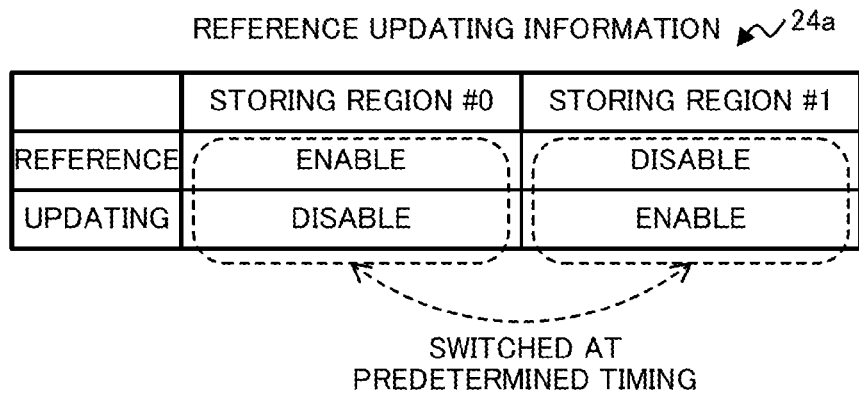 REFERENCE UPDATING INFORMATION 24a
STORING REGION #0 STORING REGION #1
REFERENCE ENABLE DISABLE
UPDATING DISABLE ENABLE
SWITCHED AT
PREDETERMINED TIMING